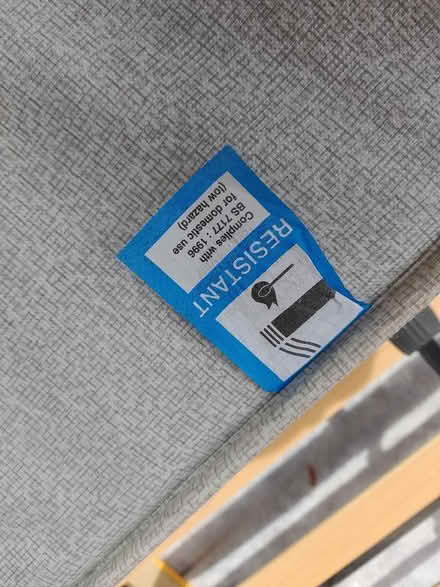 RESISTANT
Complies with
BS 7177 : 1996
for domestic use
(low hazard)